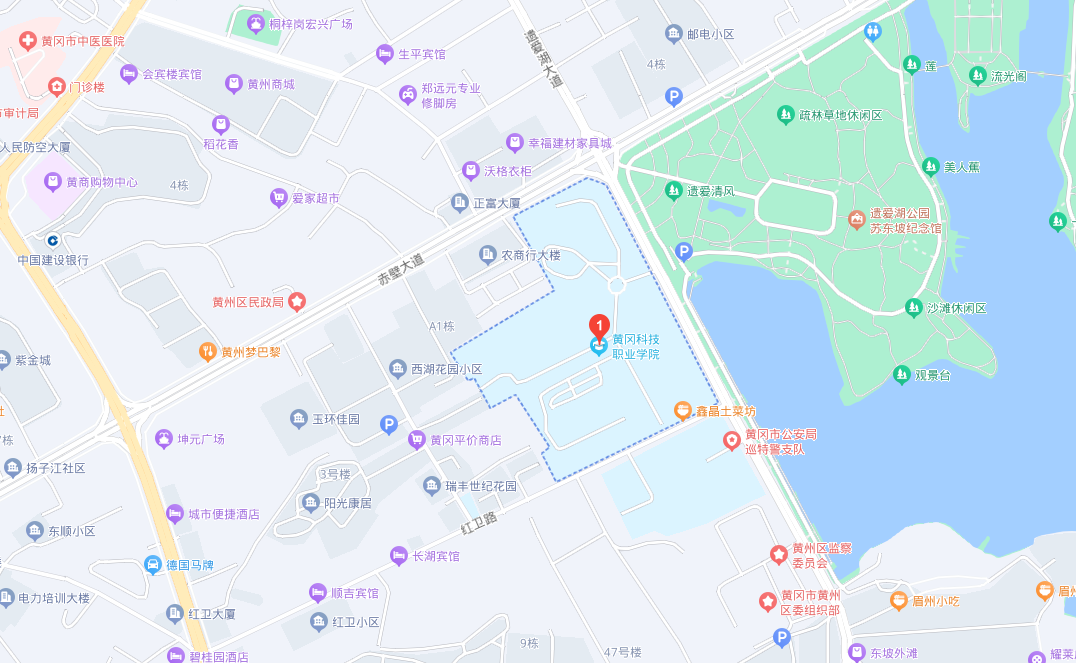 桐梓岗宏兴广场
黄冈市中医医院
生平宾馆
遗爱湖大道
邮电小区
4栋
莲
流光阁
会宾楼宾馆
黄州商城
门诊楼
郑远元专业
修脚房
审计局
疏林草地休闲区
稻花香
幸福建材家具城
人民防空大厦
沃格衣柜
美人蕉
黄商购物中心
4栋
爱家超市
正富大厦
遗爱清风
遗爱湖公园
苏东坡纪念馆
中国建设银行
农商行大楼
赤壁大道
黄州区民政局
沙滩休闲区
A1栋
1
黄冈科技
职业学院
紫金城
黄州梦巴黎
西湖花园小区
观景台
玉环佳园
鑫晶土菜坊
坤元广场
黄冈平价商店
黄冈市公安局
巡特警支队
栋
扬子江社区
3号楼
瑞丰世纪花园
阳光康居
城市便捷酒店
红卫路
东顺小区
长湖宾馆
黄州区监察
委员会
德国马牌
顺吉宾馆
电力培训大楼
红卫大厦
红卫小区
黄冈市黄州
区委组织部
眉州小吃
眉州
9栋
47号楼
碧桂园酒店
东坡外滩
耀莱